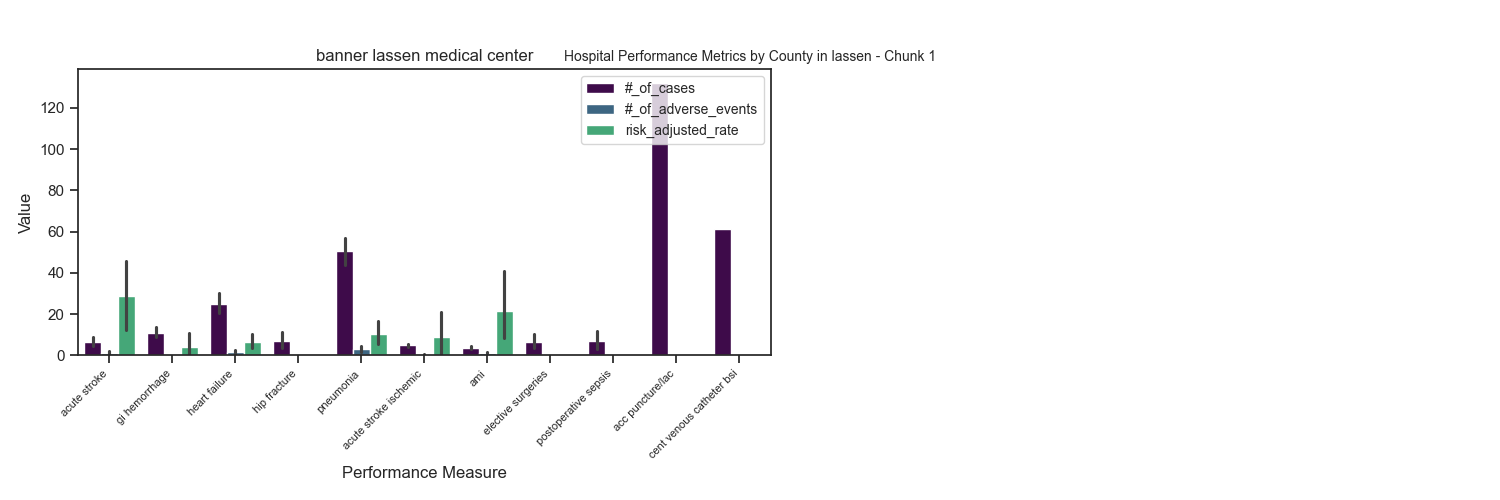 banner lassen medical center
Hospital Performance Metrics by County in lassen - Chunk 1
#_of_cases
#_of_adverse_events
risk_adjusted_rate
Value
120
100
80
60
40
20
0
acute stroke
gi hemorrhage
heart failure
hip fracture
pneumonia
acute stroke ischemic
ami
elective surgeries
postoperative sepsis
acc puncture/lac
cent venous catheter bsi
Performance Measure